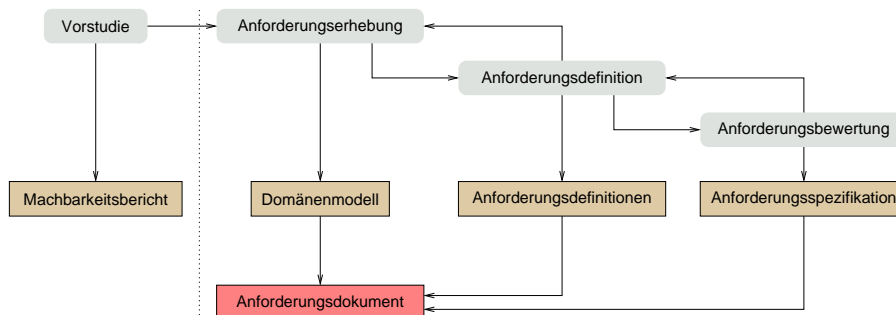 Vorstudie
Anforderungserhebung
Anforderungsdefinition
Anforderungsbewertung
Machbarkeitsbericht
Domänenmodell
Anforderungsdefinitionen
Anforderungsspezifikation
Anforderungsdokument